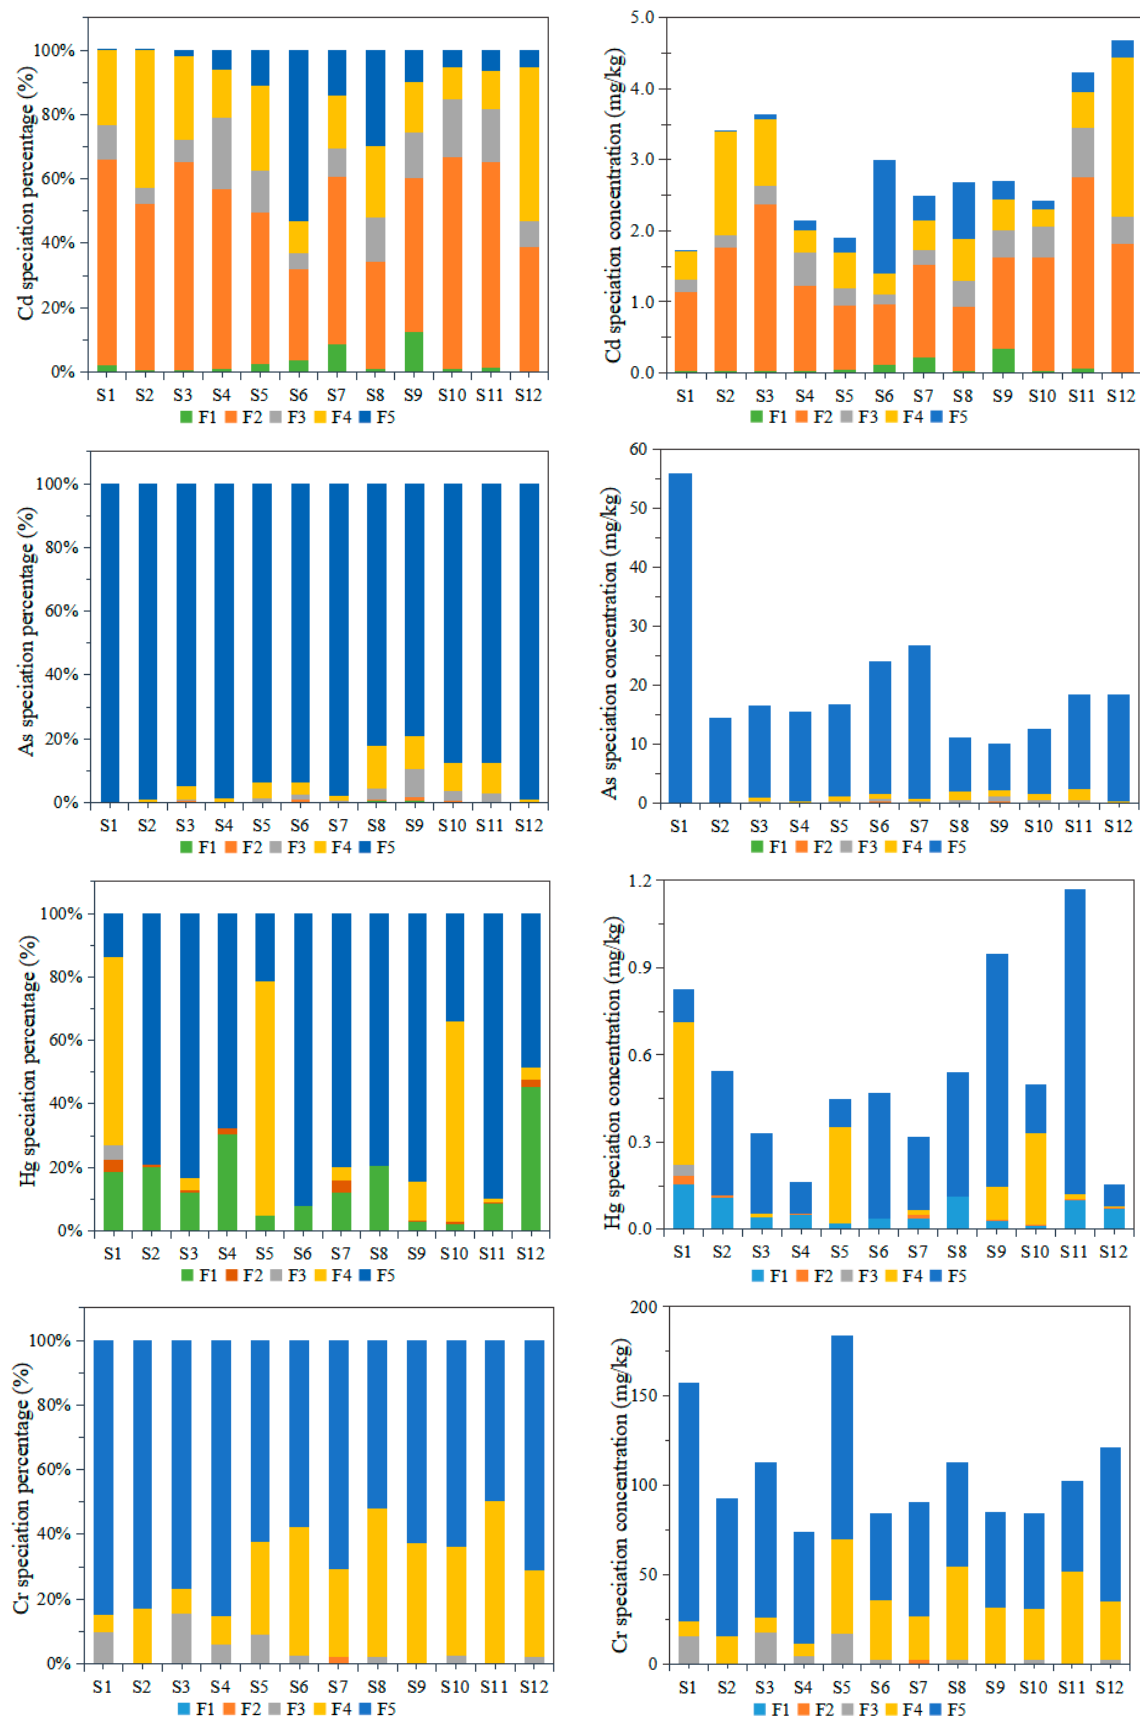 Cd speciation percentage (%)
100%
80%
60%
40%
20%
0%
S1 S2 S3 S4 S5 S6 S7 S8 S9 S10 S11 S12
F1 F2 F3 F4 F5
Cd speciation concentration (mg/kg)
5.0
4.0
3.0
2.0
1.0
0.0
S1 S2 S3 S4 S5 S6 S7 S8 S9 S10 S11 S12
F1 F2 F3 F4 F5
As speciation percentage (%)
100%
80%
60%
40%
20%
0%
S1 S2 S3 S4 S5 S6 S7 S8 S9 S10 S11 S12
F1 F2 F3 F4 F5
As speciation concentration (mg/kg)
60
50
40
30
20
10
0
S1 S2 S3 S4 S5 S6 S7 S8 S9 S10 S11 S12
F1 F2 F3 F4 F5
Hg speciation percentage (%)
100%
80%
60%
40%
20%
0%
S1 S2 S3 S4 S5 S6 S7 S8 S9 S10 S11 S12
F1 F2 F3 F4 F5
Hg speciation concentration (mg/kg)
1.2
0.9
0.6
0.3
0.0
S1 S2 S3 S4 S5 S6 S7 S8 S9 S10 S11 S12
F1 F2 F3 F4 F5
Cr speciation percentage (%)
100%
80%
60%
40%
20%
0%
S1 S2 S3 S4 S5 S6 S7 S8 S9 S10 S11 S12
F1 F2 F3 F4 F5
Cr speciation concentration (mg/kg)
200
150
100
50
0
S1 S2 S3 S4 S5 S6 S7 S8 S9 S10 S11 S12
F1 F2 F3 F4 F5